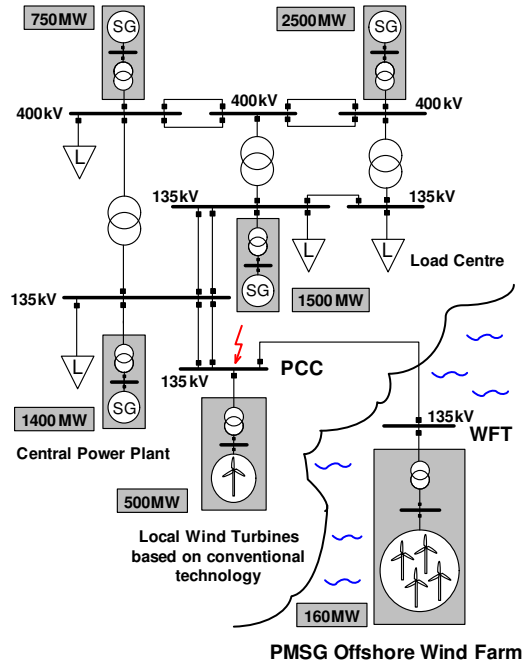 750MW
SG
2500MW
SG
400kV
400kV
400kV
L
135kV
135kV
L
L
SG
Load Centre
1500MW
135kV
L
SG
1400MW
Central Power Plant
135kV
PCC
135kV
WFT
500MW
Local Wind Turbines
based on conventional
technology
160MW
PMSG Offshore Wind Farm